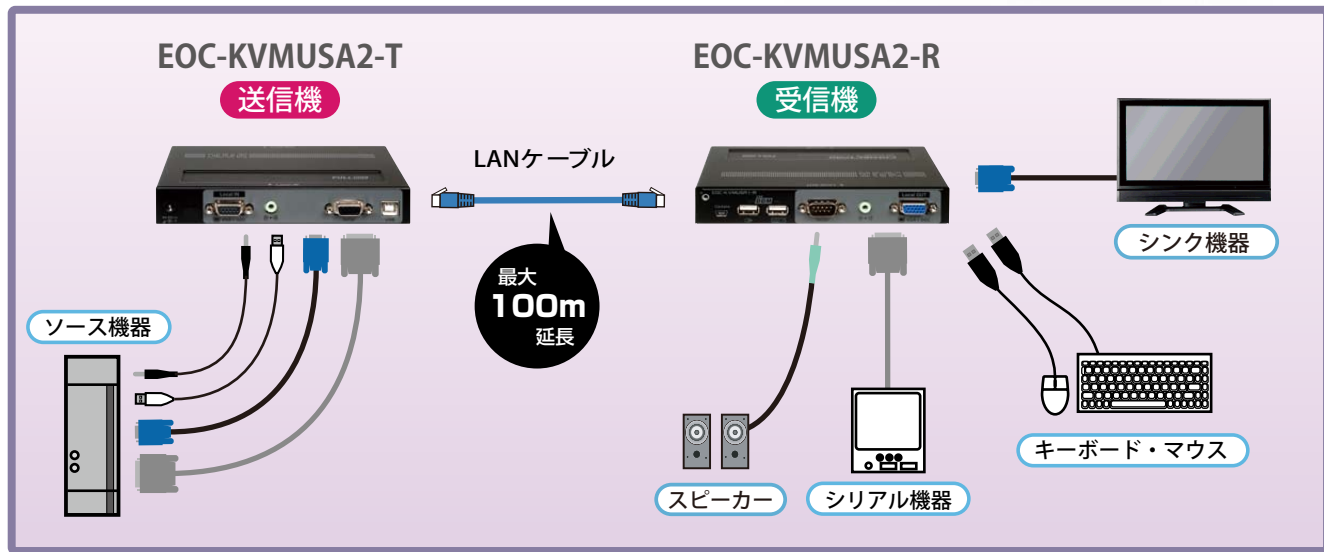 EOC-KVMUSA2-T
送信機
EOC-KVMUSA2-R
受信機
LANケーブル
最大
100m
延長
シンク機器
ソース機器
キーボード・マウス
スピーカー
シリアル機器
Local OUT